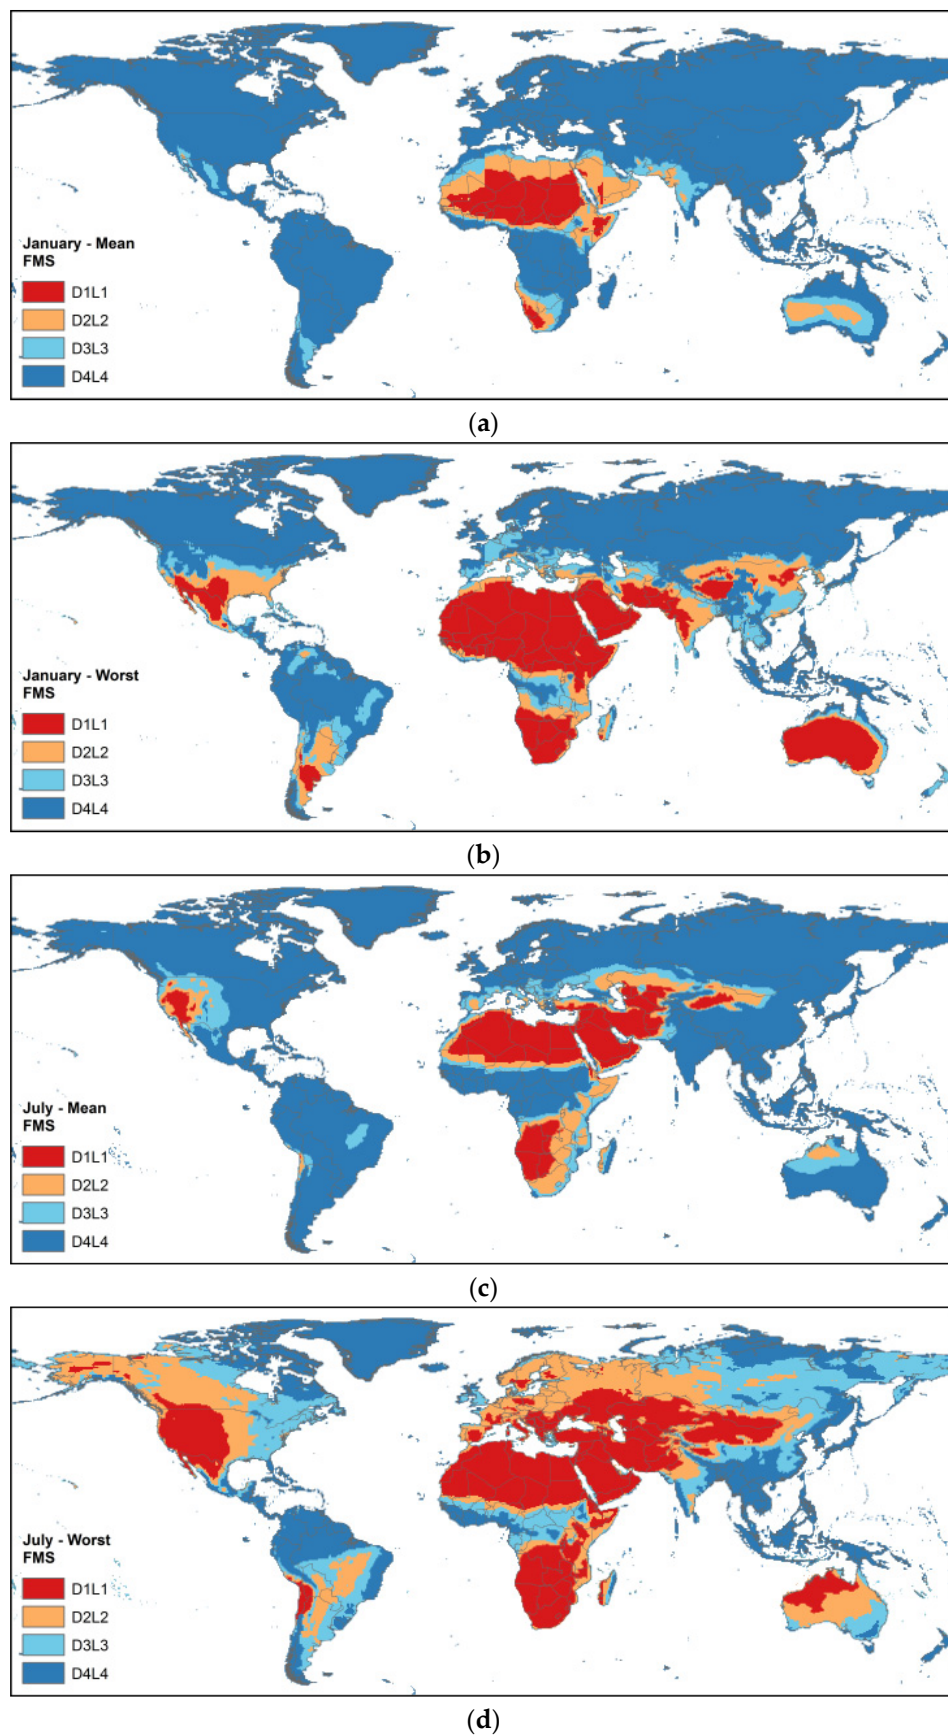 January - Mean
FMS
D1L1
D2L2
D3L3
D4L4
(a)
January - Worst
FMS
D1L1
D2L2
D3L3
D4L4
(b)
July - Mean
FMS
D1L1
D2L2
D3L3
D4L4
(c)
July - Worst
FMS
D1L1
D2L2
D3L3
D4L4
(d)